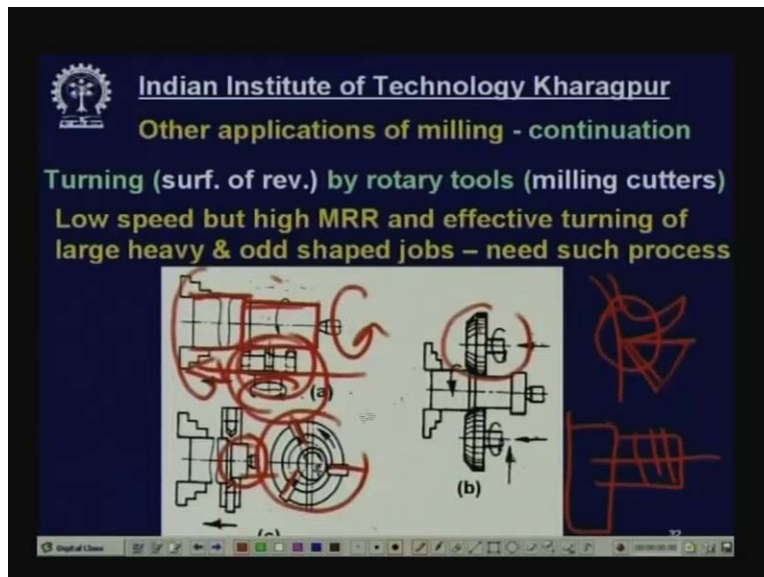 Indian Institute of Technology Kharagpur
Other applications of milling - continuation
Turning (surf. of rev.) by rotary tools (milling cutters)
Low speed but high MRR and effective turning of
large heavy & odd shaped jobs – need such process
(a)
(b)
32
Digital Class